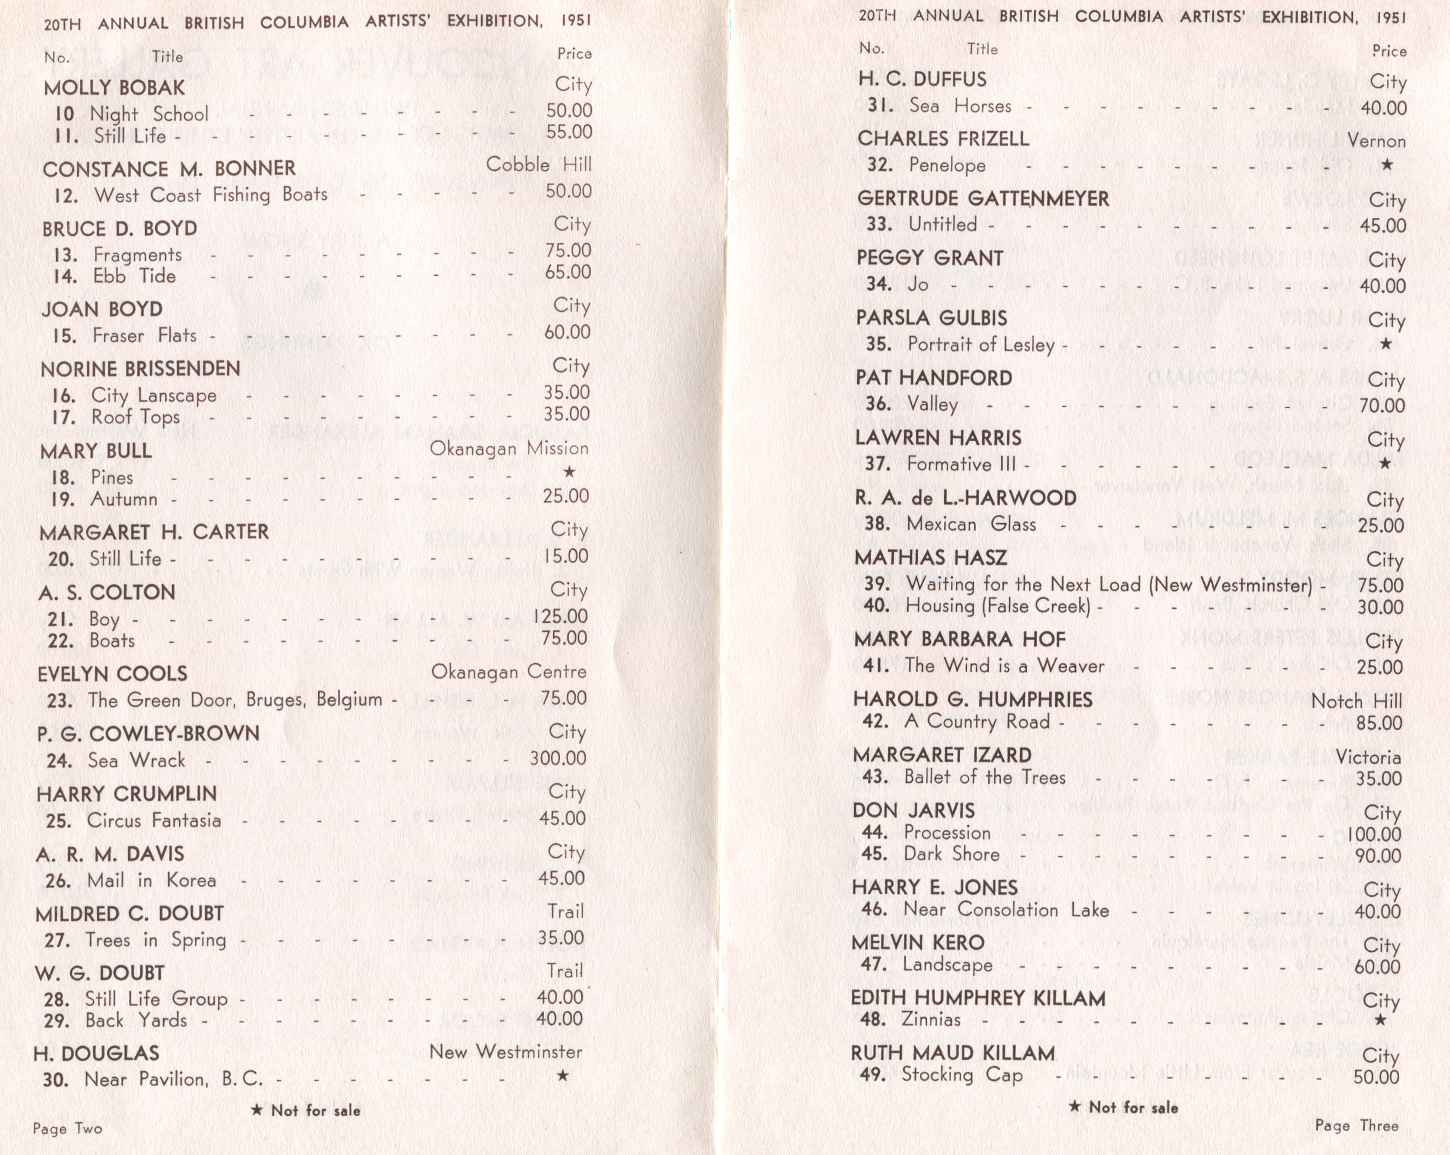 20TH ANNUAL BRITISH COLUMBIA ARTISTS' EXHIBITION, 1951
No. Title Price
MOLLY BOBAK City
10 Night School - - - - - - - - 50.00
11. Still Life - - - - - - - - - 55.00
CONSTANCE M. BONNER Cobble Hill
12. West Coast Fishing Boats - - - - - 50.00
BRUCE D. BOYD City
13. Fragments - - - - - - - - - 75.00
14. Ebb Tide - - - - - - - - - 65.00
JOAN BOYD City
15. Fraser Flats - - - - - - - - - 60.00
NORINE BRISSENDEN City
16. City Lanscape - - - - - - - - 35.00
17. Roof Tops - - - - - - - - - 35.00
MARY BULL Okanagan Mission
18. Pines - - - - - - - - - - ★
19. Autumn - - - - - - - - - - 25.00
MARGARET H. CARTER City
20. Still Life - - - - - - - - - - 15.00
A. S. COLTON City
21. Boy - - - - - - - - - - - 125.00
22. Boats - - - - - - - - - - 75.00
EVELYN COOLS Okanagan Centre
23. The Green Door, Bruges, Belgium - - - - 75.00
P. G. COWLEY-BROWN City
24. Sea Wrack - - - - - - - - - 300.00
HARRY CRUMPLIN City
25. Circus Fantasia - - - - - - - - 45.00
A. R. M. DAVIS City
26. Mail in Korea - - - - - - - - 45.00
MILDRED C. DOUBT Trail
27. Trees in Spring - - - - - - - - 35.00
W. G. DOUBT Trail
28. Still Life Group - - - - - - - - 40.00
29. Back Yards - - - - - - - - - 40.00
H. DOUGLAS New Westminster
30. Near Pavilion, B.C. - - - - - - - ★
★ Not for sale
Page Two
20TH ANNUAL BRITISH COLUMBIA ARTISTS' EXHIBITION, 1951
No. Title Price
H. C. DUFFUS City
31. Sea Horses - - - - - - - - - 40.00
CHARLES FRIZELL Vernon
32. Penelope - - - - - - - - - ★
GERTRUDE GATTENMEYER City
33. Untitled - - - - - - - - - - 45.00
PEGGY GRANT City
34. Jo - - - - - - - - - - - 40.00
PARSLA GULBIS City
35. Portrait of Lesley - - - - - - - - ★
PAT HANDFORD City
36. Valley - - - - - - - - - - 70.00
LAWREN HARRIS City
37. Formative III - - - - - - - - - ★
R. A. de L.-HARWOOD City
38. Mexican Glass - - - - - - - - 25.00
MATHIAS HASZ City
39. Waiting for the Next Load (New Westminster) - 75.00
40. Housing (False Creek) - - - - - - - 30.00
MARY BARBARA HOF City
41. The Wind is a Weaver - - - - - - 25.00
HAROLD G. HUMPHRIES Notch Hill
42. A Country Road - - - - - - - - 85.00
MARGARET IZARD Victoria
43. Ballet of the Trees - - - - - - - 35.00
DON JARVIS City
44. Procession - - - - - - - - - 100.00
45. Dark Shore - - - - - - - - - 90.00
HARRY E. JONES City
46. Near Consolation Lake - - - - - - 40.00
MELVIN KERO City
47. Landscape - - - - - - - - - 60.00
EDITH HUMPHREY KILLAM City
48. Zinnias - - - - - - - - - - ★
RUTH MAUD KILLAM City
49. Stocking Cap - - - - - - - - 50.00
★ Not for sale
Page Three